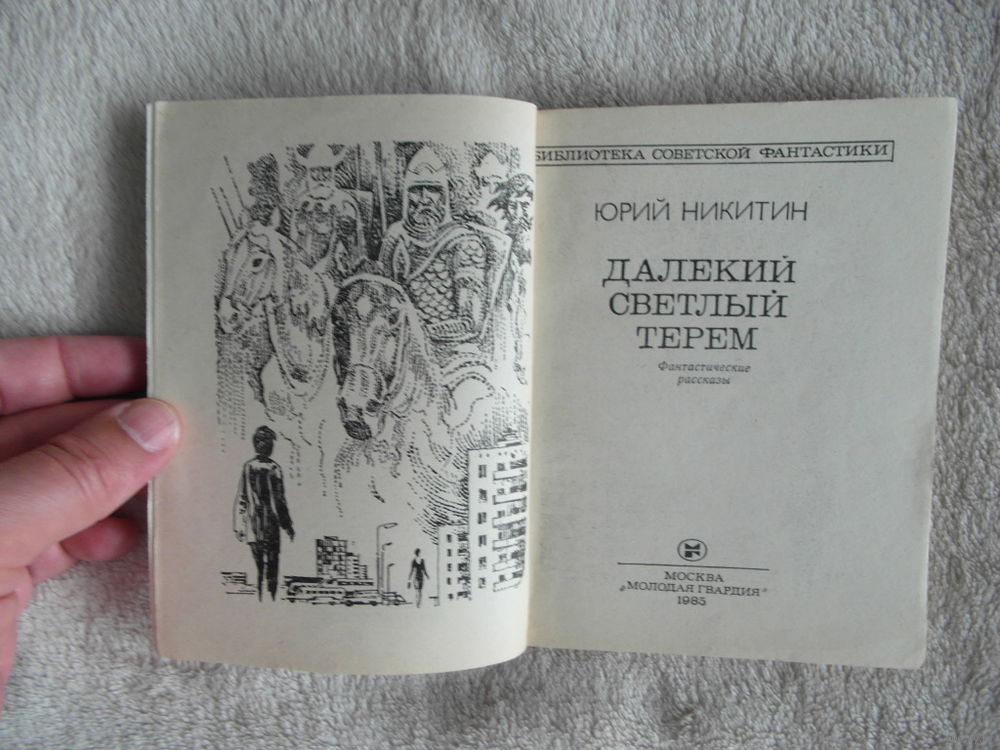 БИБЛИОТЕКА СОВЕТСКОЙ ФАНТАСТИКИ
ЮРИЙ НИКИТИН
ДАЛЕКИЙ
СВЕТЛЫЙ
ТЕРЕМ
Фантастические
рассказы
МОСКВА
„МОЛОДАЯ ГВАРДИЯ"
1985